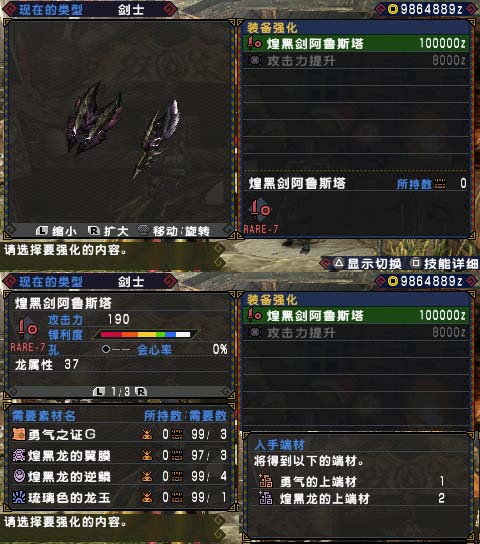 现在的类型 剑士
9864889z
装备强化
煌黑剑阿鲁斯塔 100000z
攻击力提升 8000z
煌黑剑阿鲁斯塔 所持数 0
RARE-7
L 缩小 R 扩大 移动/旋转
请选择要强化的内容。
△显示切换 □技能详细
现在的类型 剑士
9864889z
煌黑剑阿鲁斯塔
攻击力 190
锋利度
RARE-7 孔 ●—— 会心率 0%
龙属性 37
L 1/3 R
需要素材名 所持数/需要数
勇气之证G 0 99/ 3
煌黑龙的翼膜 0 97/ 3
煌黑龙的逆鳞 0 99/ 4
琉璃色的龙玉 0 99/ 1
请选择要强化的内容。
装备强化
煌黑剑阿鲁斯塔 100000z
攻击力提升 8000z
入手端材
将得到以下的端材。
勇气的上端材 1
煌黑龙的上端材 2